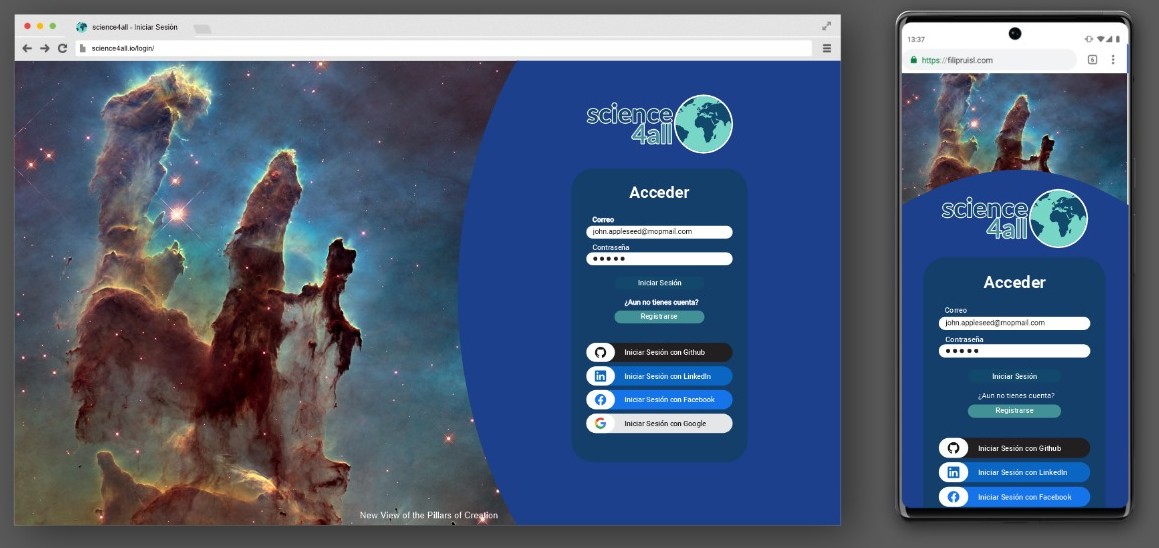 science4all - Iniciar Sesión
science4all.io/login/
science
4all
Acceder
Correo
john.appleseed@mopmail.com
Contraseña
Iniciar Sesión
¿Aun no tienes cuenta?
Registrarse
Iniciar Sesión con Github
Iniciar Sesión con LinkedIn
Iniciar Sesión con Facebook
Iniciar Sesión con Google
New View of the Pillars of Creation
13:37
https://filipruisl.com
science
4all
Acceder
Correo
john.appleseed@mopmail.com
Contraseña
Iniciar Sesión
¿Aun no tienes cuenta?
Registrarse
Iniciar Sesión con Github
Iniciar Sesión con LinkedIn
Iniciar Sesión con Facebook